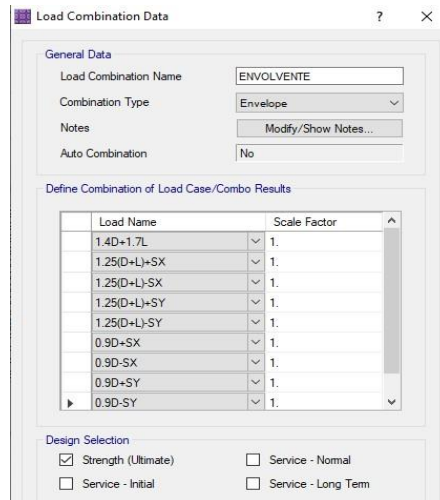 Load Combination Data ? ×
General Data
Load Combination Name ENVOLVENTE
Combination Type Envelope
Notes Modify/Show Notes...
Auto Combination No
Define Combination of Load Case/Combo Results
Load Name Scale Factor
1.4D+1.7L 1.
1.25(D+L)+SX 1.
1.25(D+L)-SX 1.
1.25(D+L)+SY 1.
1.25(D+L)-SY 1.
0.9D+SX 1.
0.9D-SX 1.
0.9D+SY 1.
0.9D-SY 1.
Design Selection
Strength (Ultimate) Service - Normal
Service - Initial Service - Long Term